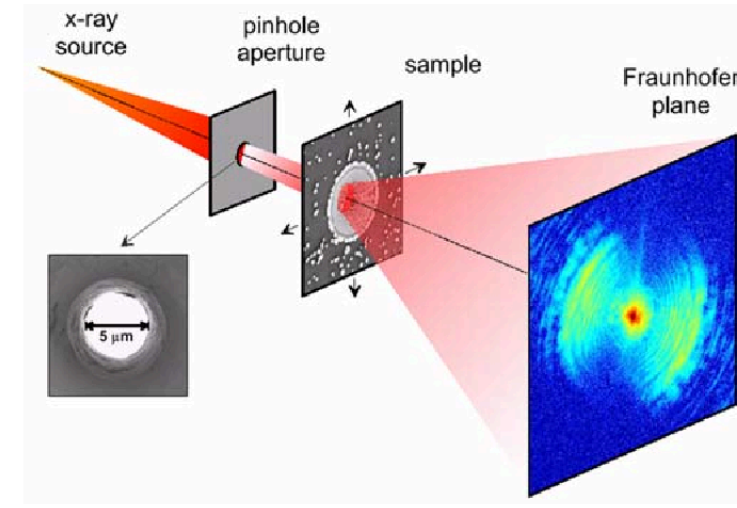 x-ray
source
pinhole
aperture
sample
Fraunhofer
plane
5 μm